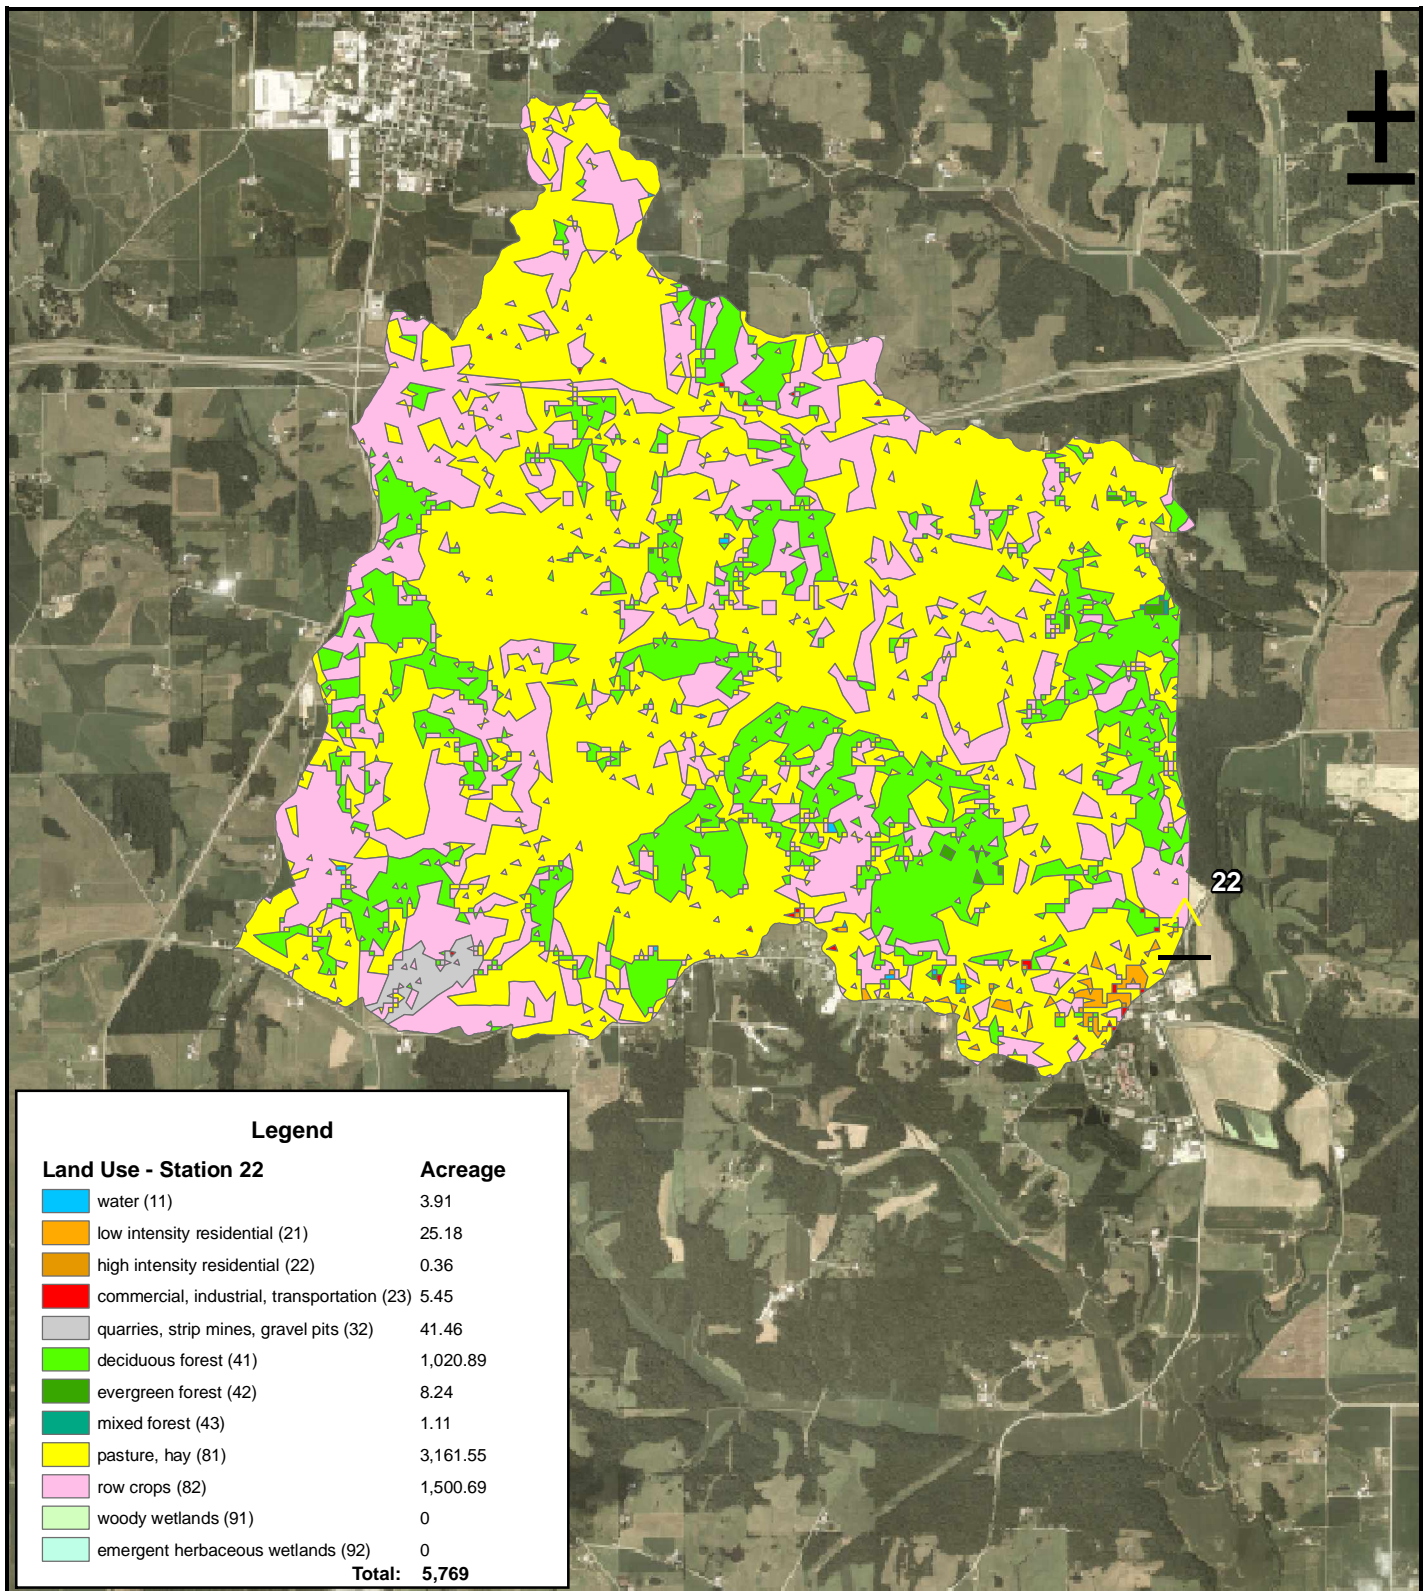 22
Legend
Land Use - Station 22 Acreage
water (11) 3.91
low intensity residential (21) 25.18
high intensity residential (22) 0.36
commercial, industrial, transportation (23) 5.45
quarries, strip mines, gravel pits (32) 41.46
deciduous forest (41) 1,020.89
evergreen forest (42) 8.24
mixed forest (43) 1.11
pasture, hay (81) 3,161.55
row crops (82) 1,500.69
woody wetlands (91) 0
emergent herbaceous wetlands (92) 0
Total: 5,769